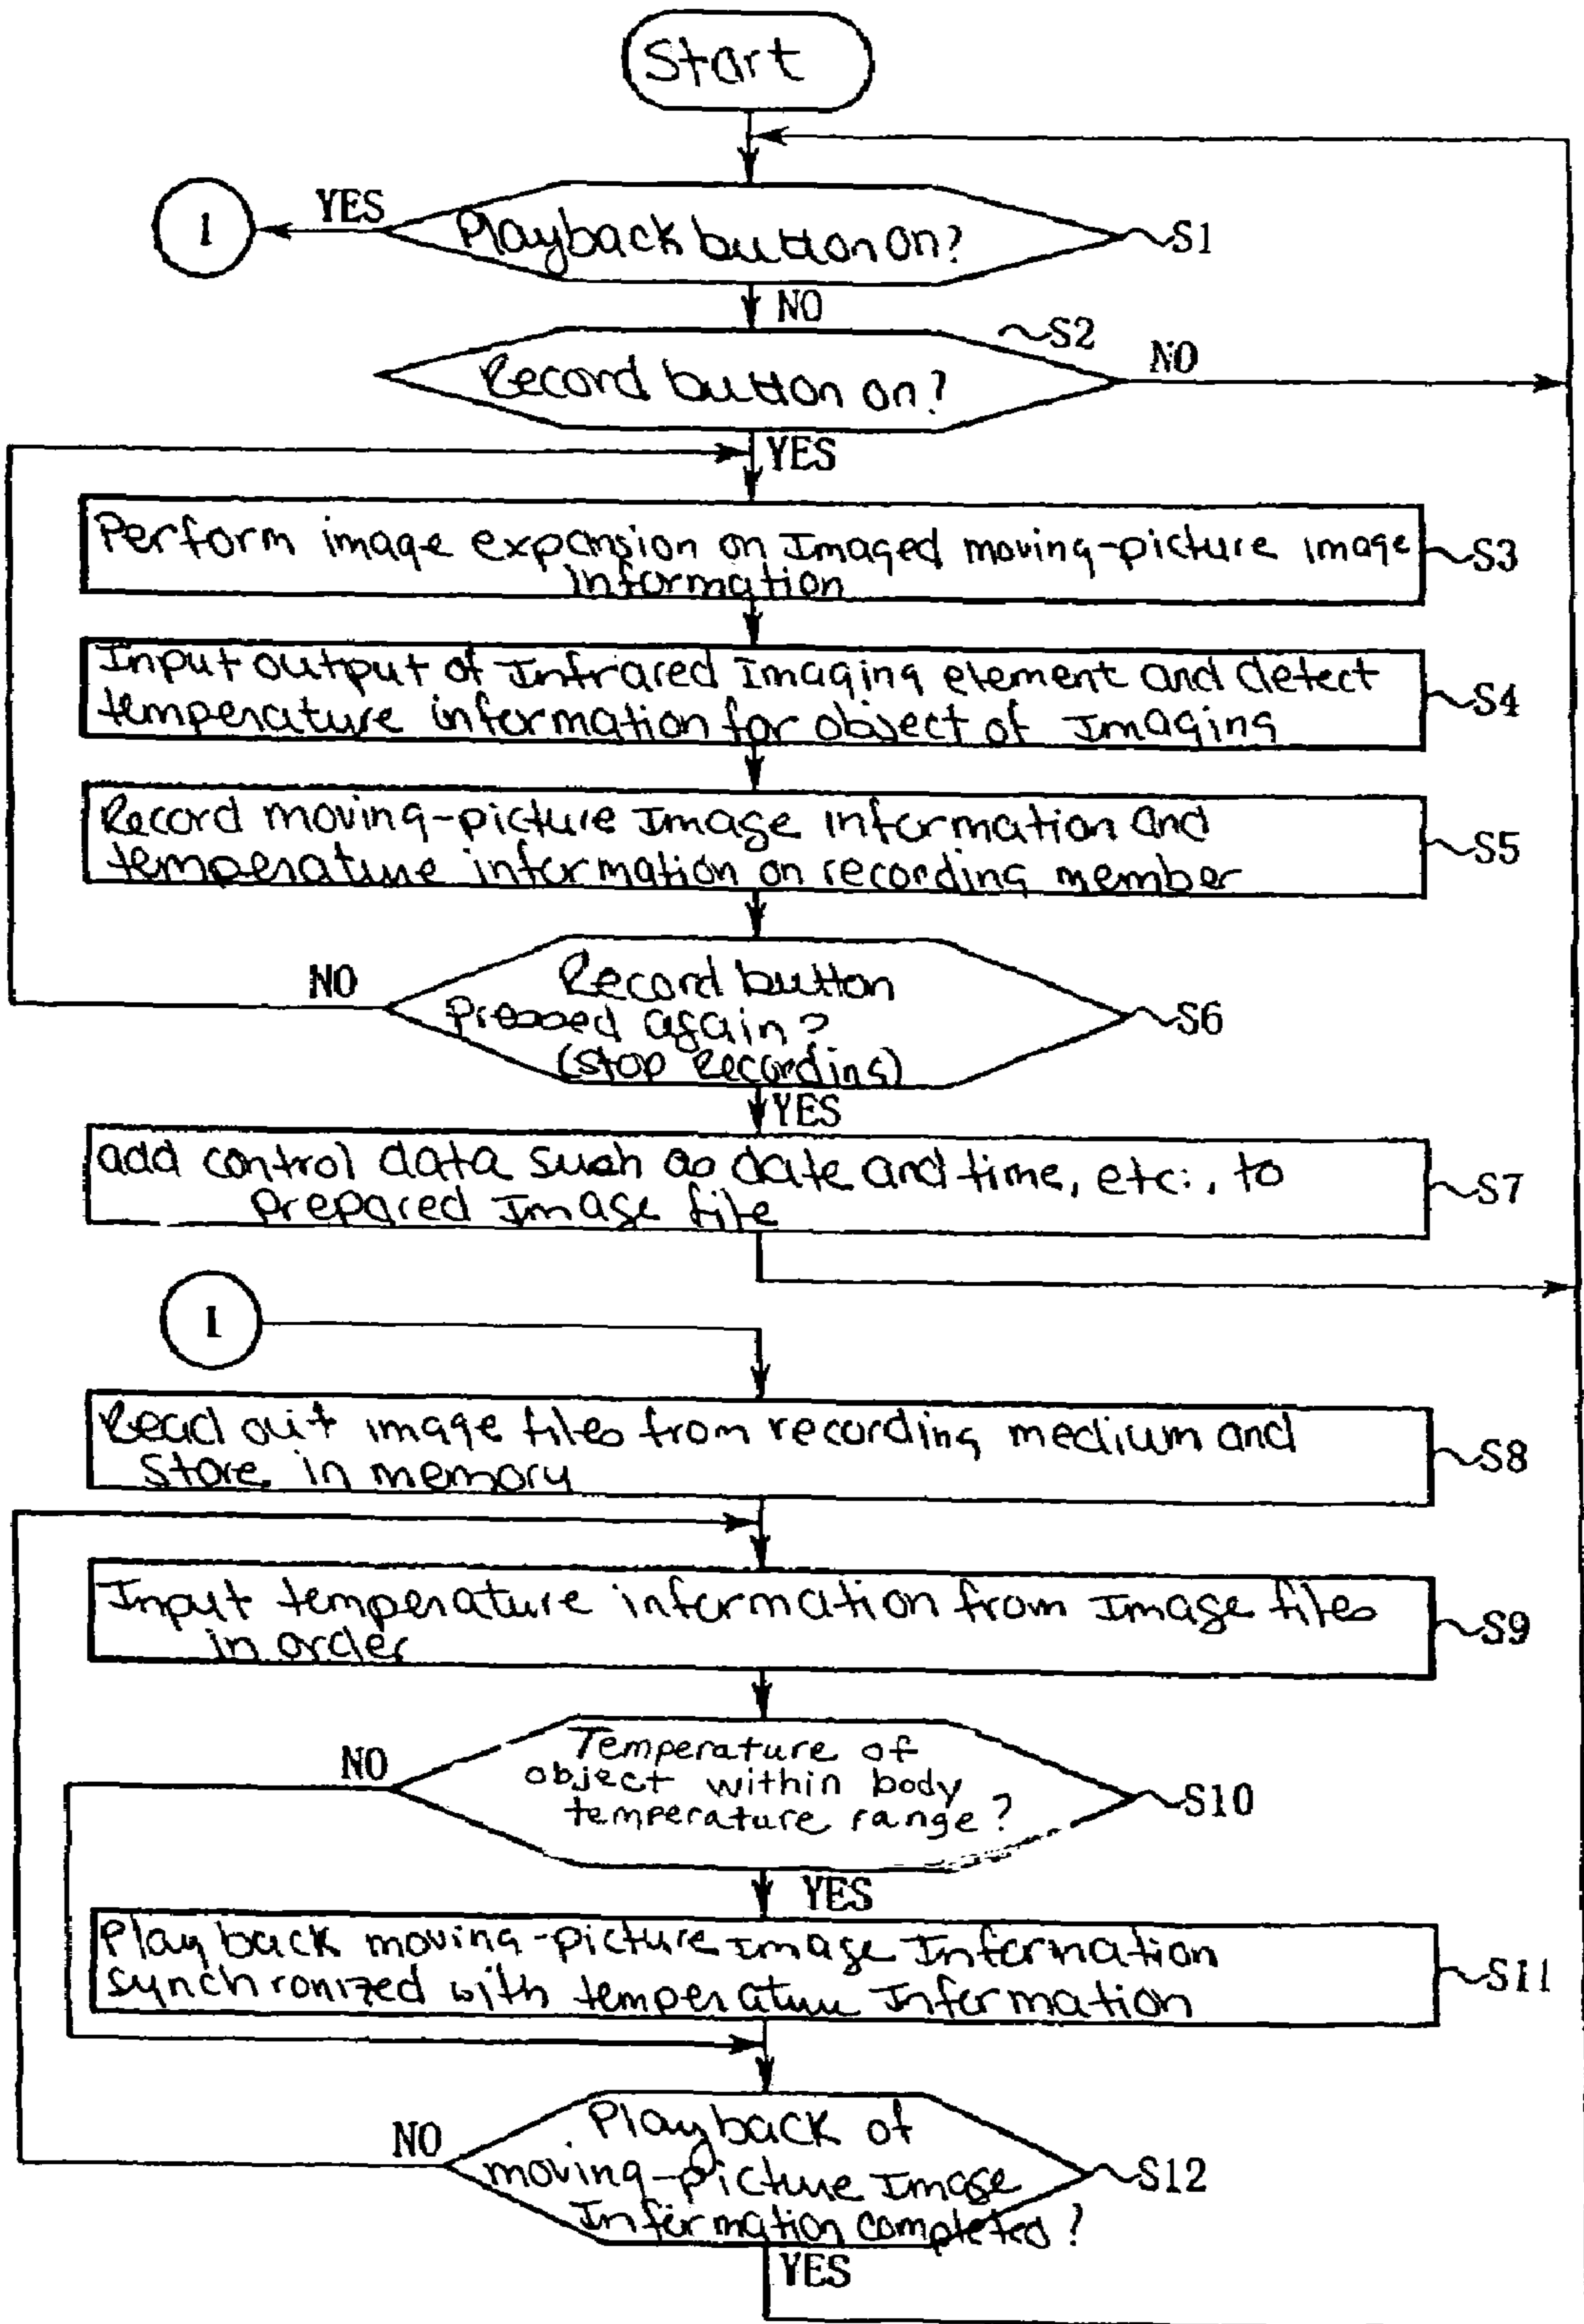 Start
1
YES
Playback button on?
S1
NO
S2
Record button on?
NO
YES
Perform image expansion on Imaged moving-picture image
information
S3
Input output of Infrared Imaging element and detect
temperature information for object of Imaging
S4
Record moving-picture Image information and
temperature information on recording member
S5
NO
Record button
Pressed again?
(Stop Recording)
S6
YES
add control data such as date and time, etc., to
prepared Image file
S7
1
Read out image files from recording medium and
Store in memory
S8
Input temperature information from Image files
in order
S9
NO
Temperature of
object within body
temperature range?
S10
YES
Playback moving-picture Image Information
synchronized with temperature Information
S11
NO
Playback of
moving-picture Image
Information completed?
S12
YES